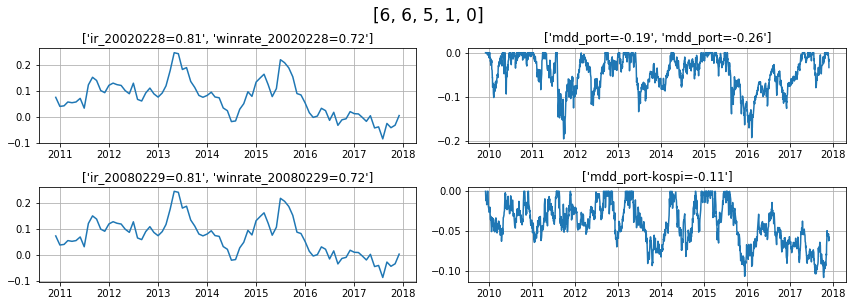 [6, 6, 5, 1, 0]
['ir_20020228=0.81', 'winrate_20020228=0.72']
0.2
0.1
0.0
−0.1
2011 2012 2013 2014 2015 2016 2017 2018
['mdd_port=-0.19', 'mdd_port=-0.26']
0.0
−0.1
−0.2
2010 2011 2012 2013 2014 2015 2016 2017 2018
['ir_20080229=0.81', 'winrate_20080229=0.72']
0.2
0.1
0.0
−0.1
2011 2012 2013 2014 2015 2016 2017 2018
['mdd_port-kospi=-0.11']
0.00
−0.05
−0.10
2010 2011 2012 2013 2014 2015 2016 2017 2018